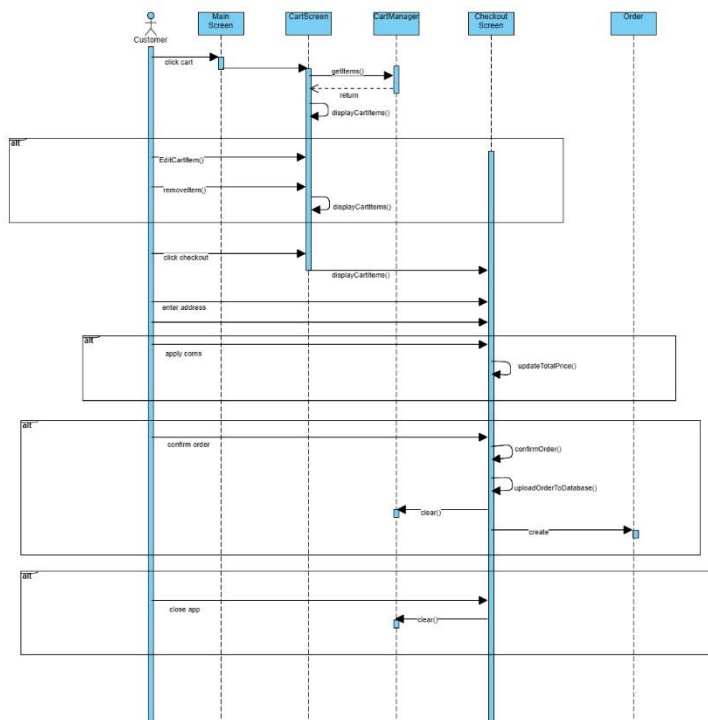 Customer
Main
Screen
CartScreen
CartManager
Checkout
Screen
Order
click cart
getItems()
return
displayCartItems()
alt
EditCartItem()
removeItem()
displayCartItems()
click checkout
displayCartItems()
enter address
alt
apply coins
updateTotalPrice()
alt
confirm order
confirmOrder()
uploadOrderToDatabase()
clear()
create
alt
close app
clear()